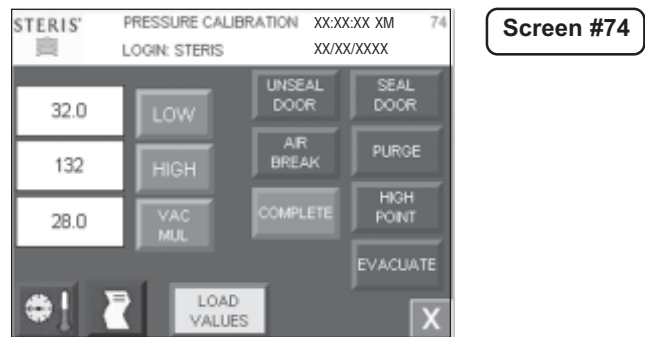 STERIS® PRESSURE CALIBRATION XX:XX:XX XM 74
LOGIN: STERIS XX/XX/XXXX
Screen #74
32.0
LOW
132
HIGH
28.0
VAC
MUL
UNSEAL
DOOR
SEAL
DOOR
AIR
BREAK
PURGE
COMPLETE
HIGH
POINT
EVACUATE
LOAD
VALUES
X